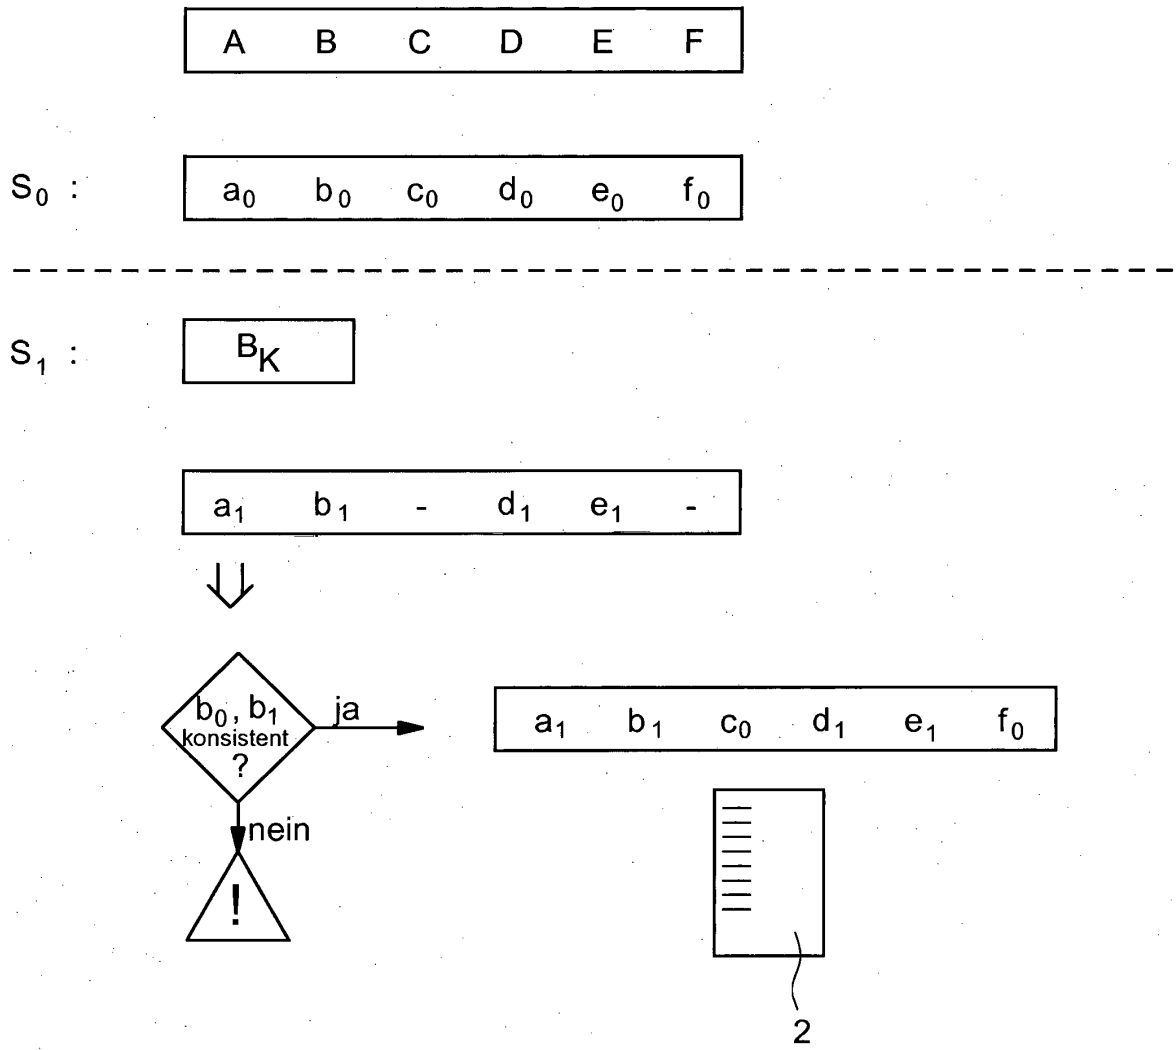 A B C D E F
S₀ : a₀ b₀ c₀ d₀ e₀ f₀
S₁ : B_K
a₁ b₁ - d₁ e₁ -
b₀, b₁
konsistent
?
ja
a₁ b₁ c₀ d₁ e₁ f₀
nein
!
2